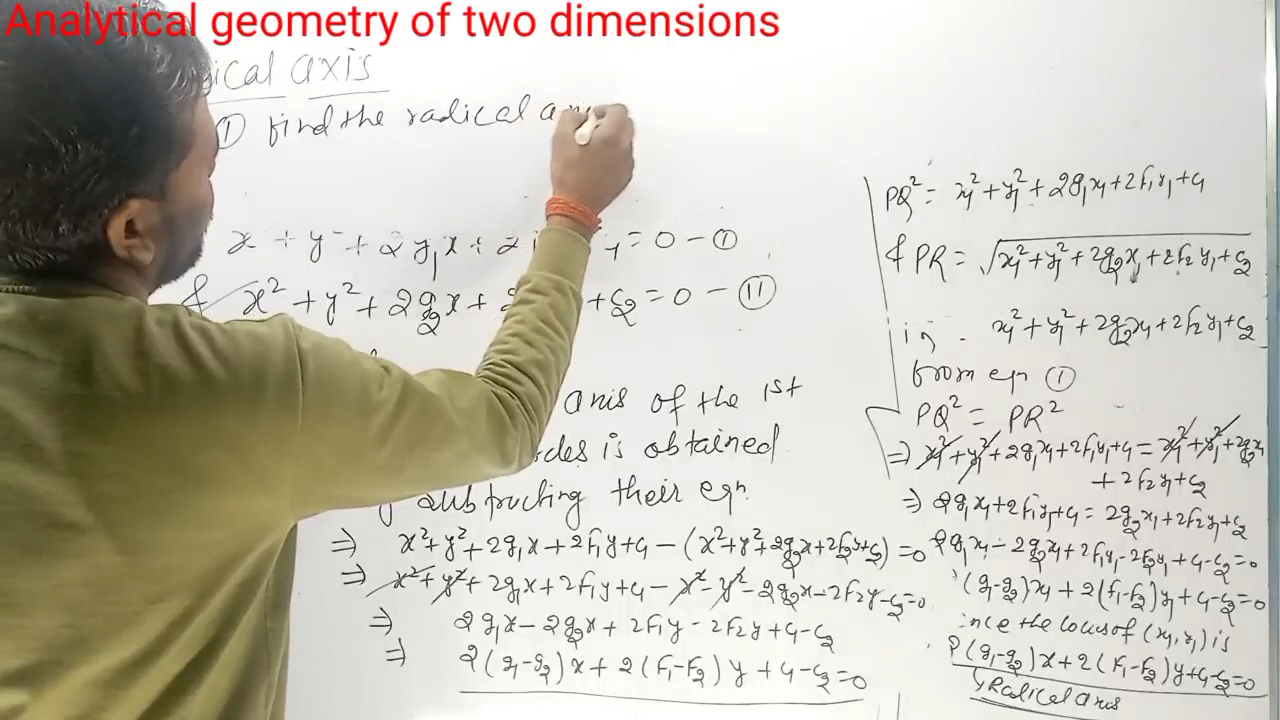 Analytical geometry of two dimensions
ical axis
① find the radical a
x + y + 2g₁x + 2 = 0 - ①
& x² + y² + 2g₂x + + c₂ = 0 - ⑪
axis of the 1st
is obtained
subtracting their eqn.
⇒ x²+y²+2g₁x+2f₁y+c₁-(x²+y²+2g₂x+2f₂y+c₂)=0
⇒ x²+y²+2g₁x+2f₁y+c₁-x²-y²-2g₂x-2f₂y-c₂=0
⇒ 2g₁x-2g₂x+2f₁y-2f₂y+c₁-c₂
⇒ 2(g₁-g₂)x+2(f₁-f₂)y+c₁-c₂=0
PQ² = x₁²+y₁²+2g₁x₁+2f₁y₁+c₁
& PR = √x₁²+y₁²+2g₂x₁+2f₂y₁+c₂
x₁²+y₁²+2g₂x₁+2f₂y₁+c₂
from eqn ①
PQ² = PR²
⇒ x₁²+y₁²+2g₁x₁+2f₁y₁+c₁ = x₁²+y₁²+2g₂x₁
+2f₂y₁+c₂
⇒ 2g₁x₁+2f₁y₁+c₁ = 2g₂x₁+2f₂y₁+c₂
2g₁x₁-2g₂x₁+2f₁y₁-2f₂y₁+c₁-c₂=0
(g₁-g₂)x₁+2(f₁-f₂)y₁+c₁-c₂=0
ince the locus of (x₁,y₁) is
(g₁-g₂)x+2(f₁-f₂)y+c₁-c₂=0
Radical axis